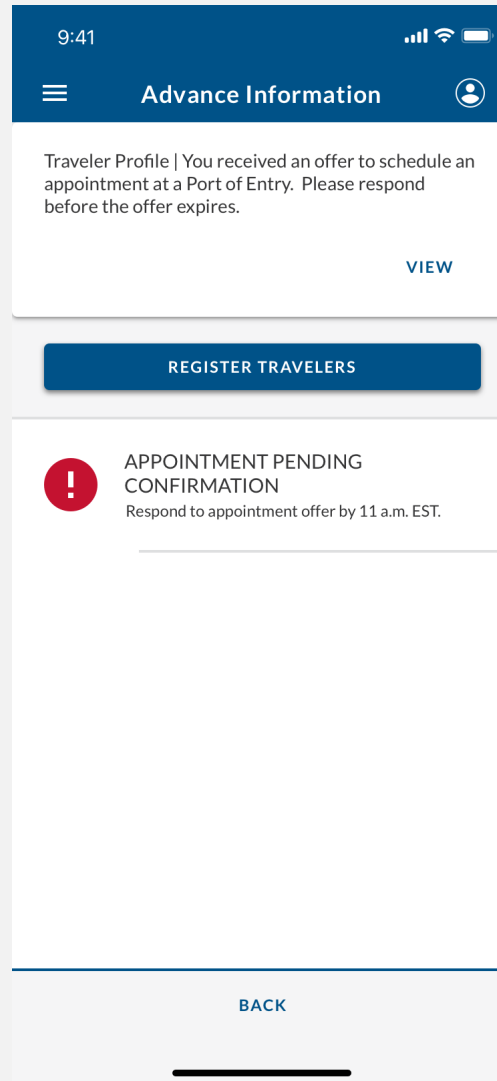 9:41
Advance Information
Traveler Profile | You received an offer to schedule an
appointment at a Port of Entry.  Please respond
before the offer expires.
VIEW
REGISTER TRAVELERS
!
APPOINTMENT PENDING
CONFIRMATION
Respond to appointment offer by 11 a.m. EST.
BACK